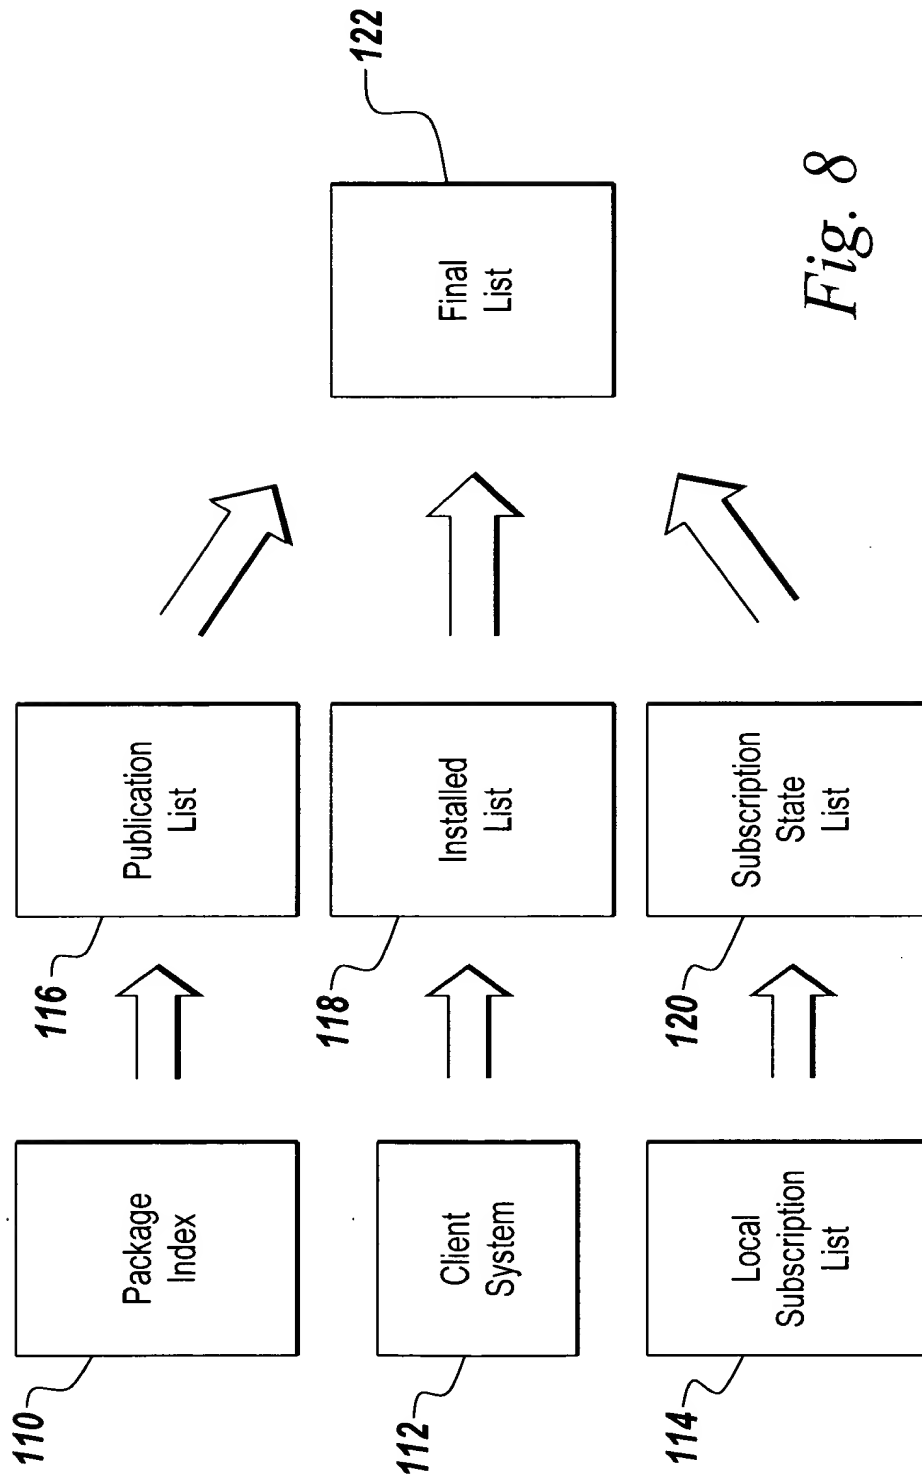 110
Package
Index
116
Publication
List
112
Client
System
118
Installed
List
122
Final
List
114
Local
Subscription
List
120
Subscription
State
List
Fig. 8